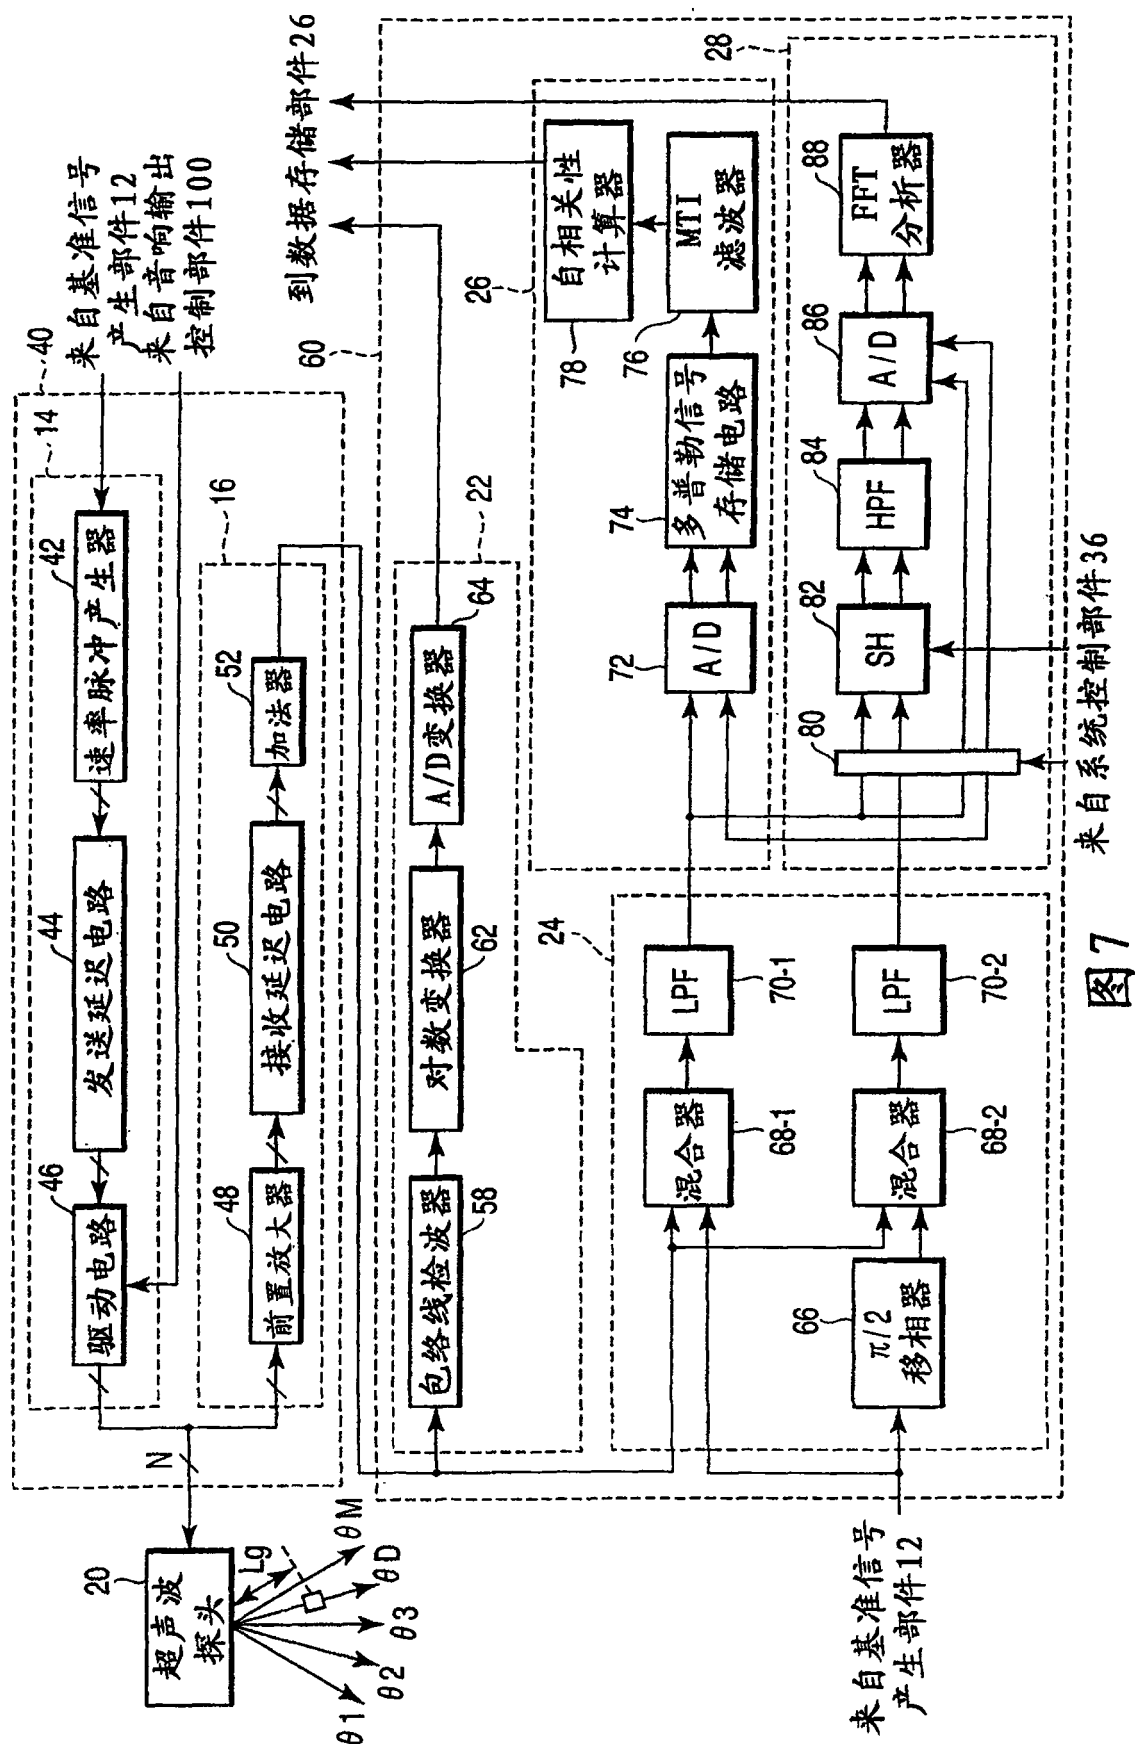 20
超声波
探头
θ1
θ2
θ3
θD
θM
Lg
N
40
14
42
速率脉冲产生器
44
发送延迟电路
46
驱动电路
来自基准信号
产生部件12
来自音响输出
控制部件100
16
48
前置放大器
50
接收延迟电路
52
加法器
到数据存储部件26
60
22
包络线检波器
58
对数变换器
62
A/D变换器
64
24
66
π/2
移相器
混合器
68-1
混合器
68-2
LPF
70-1
LPF
70-2
来自基准信号
产生部件12
26
72
A/D
74
多普勒信号
存储电路
76
MTI
滤波器
78
自相关性
计算器
28
80
82
SH
84
HPF
86
A/D
88
FFT
分析器
来自系统控制部件36
图7